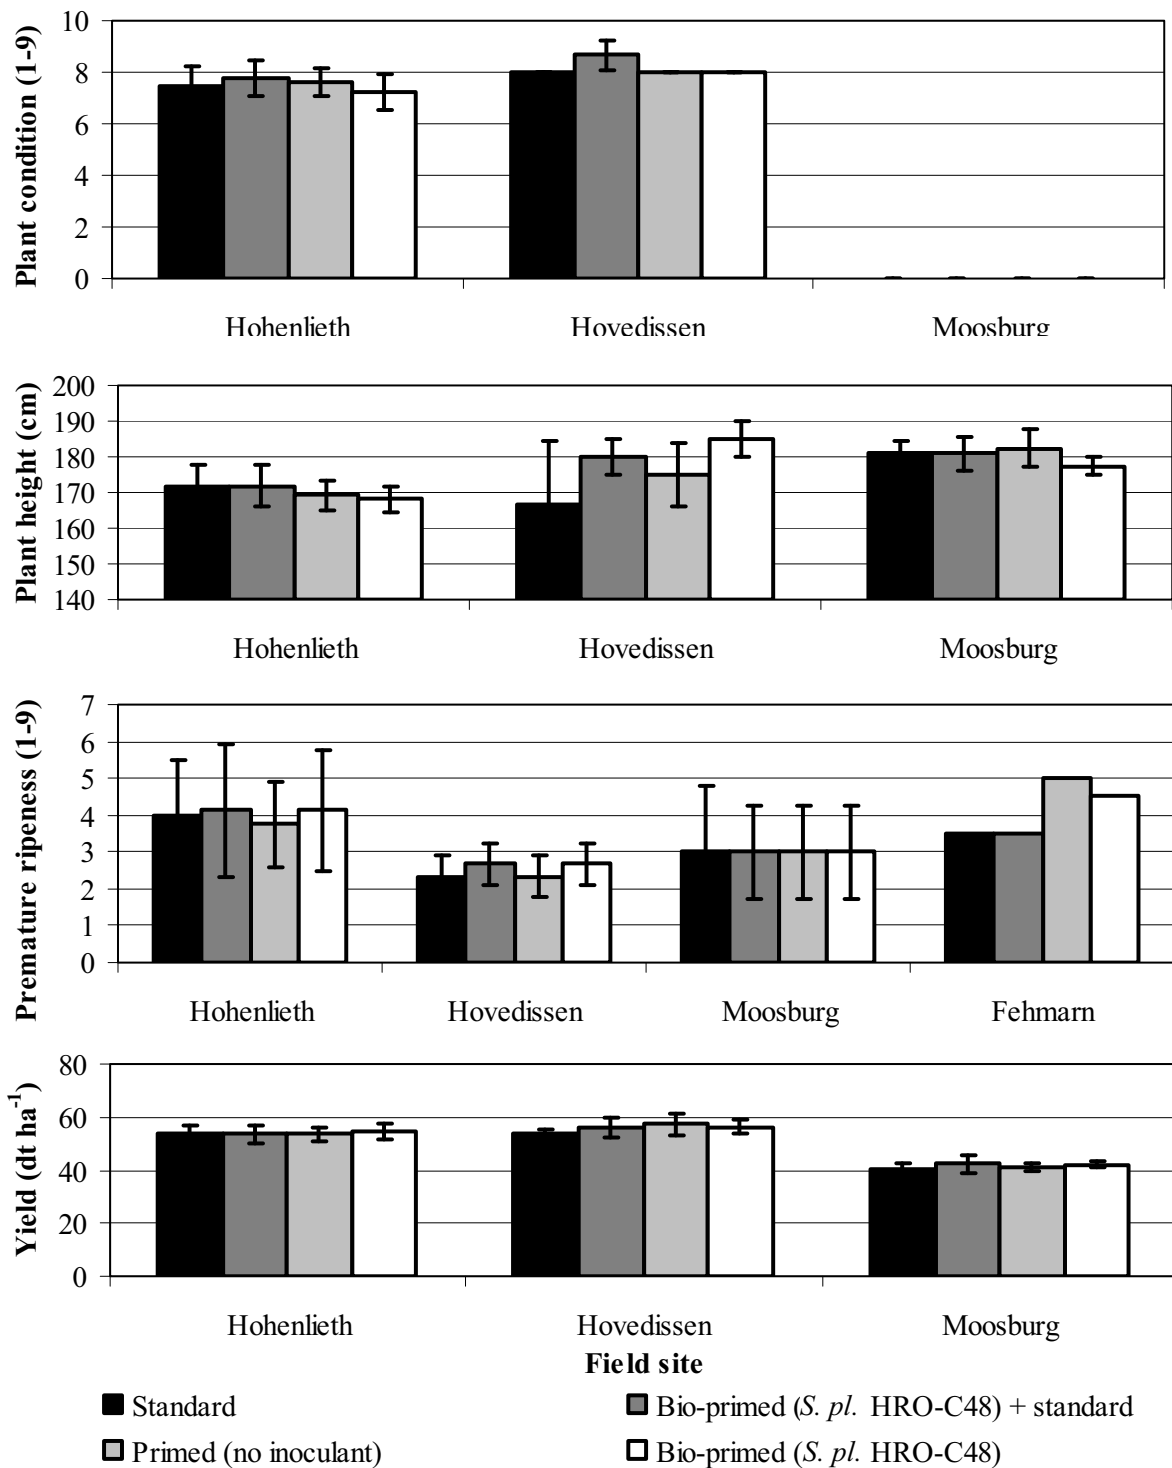 Plant condition (1-9)
10
8
6
4
2
0
Hohenlieth Hovedissen Moosburg
Plant height (cm)
200
190
180
170
160
150
140
Hohenlieth Hovedissen Moosburg
Premature ripeness (1-9)
7
6
5
4
3
2
1
0
Hohenlieth Hovedissen Moosburg Fehmarn
Yield (dt ha⁻¹)
80
60
40
20
0
Hohenlieth Hovedissen Moosburg
Field site
Standard Bio-primed (S. pl. HRO-C48) + standard
Primed (no inoculant) Bio-primed (S. pl. HRO-C48)